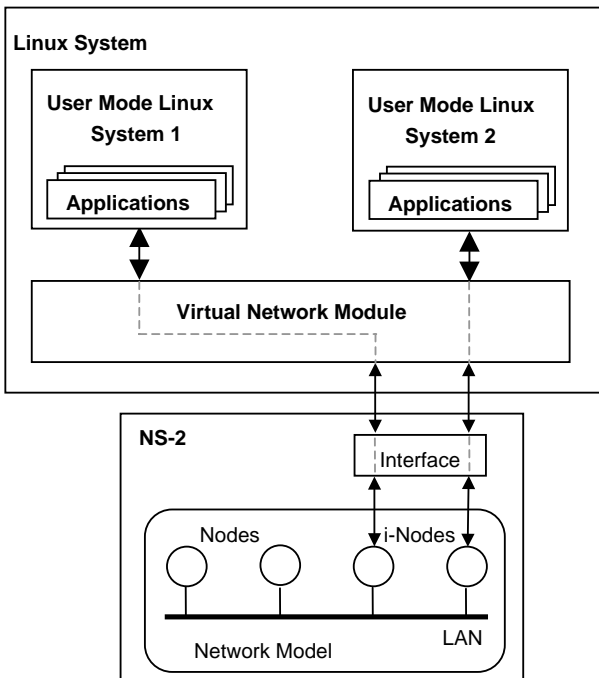 Linux System
User Mode Linux
System 1
Applications
User Mode Linux
System 2
Applications
Virtual Network Module
NS-2
Interface
Nodes
i-Nodes
LAN
Network Model